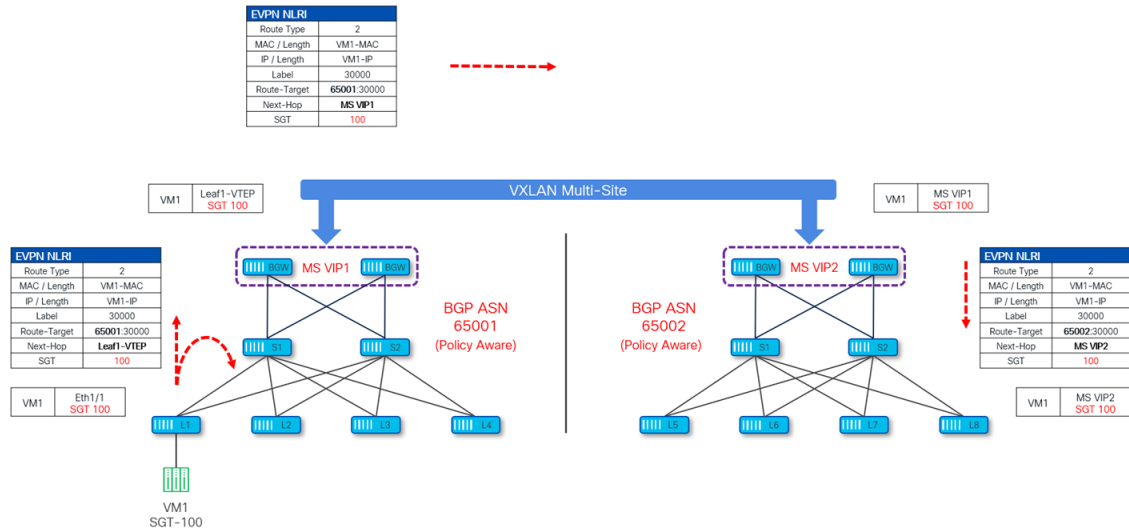 EVPN NLRI
Route Type 2
MAC / Length VM1-MAC
IP / Length VM1-IP
Label 30000
Route-Target 65001:30000
Next-Hop MS VIP1
SGT 100
VXLAN Multi-Site
VM1 Leaf1-VTEP
SGT 100
VM1 MS VIP1
SGT 100
EVPN NLRI
Route Type 2
MAC / Length VM1-MAC
IP / Length VM1-IP
Label 30000
Route-Target 65001:30000
Next-Hop Leaf1-VTEP
SGT 100
VM1 Eth1/1
SGT 100
BGW MS VIP1 BGW
BGP ASN
65001
(Policy Aware)
S1 S2
L1 L2 L3 L4
VM1
SGT-100
BGW MS VIP2 BGW
BGP ASN
65002
(Policy Aware)
S1 S2
L5 L6 L7 L8
EVPN NLRI
Route Type 2
MAC / Length VM1-MAC
IP / Length VM1-IP
Label 30000
Route-Target 65002:30000
Next-Hop MS VIP2
SGT 100
VM1 MS VIP2
SGT 100